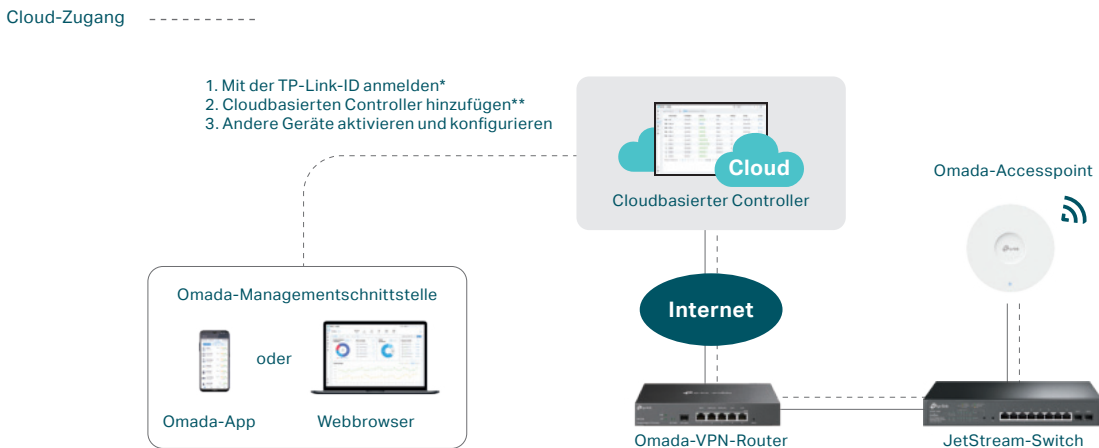 Cloud-Zugang
1. Mit der TP-Link-ID anmelden*
2. Cloudbasierten Controller hinzufügen**
3. Andere Geräte aktivieren und konfigurieren
Cloud
Cloudbasierter Controller
Omada-Accesspoint
Omada-Managementschnittstelle
oder
Omada-App
Webbrowser
Internet
Omada-VPN-Router
JetStream-Switch